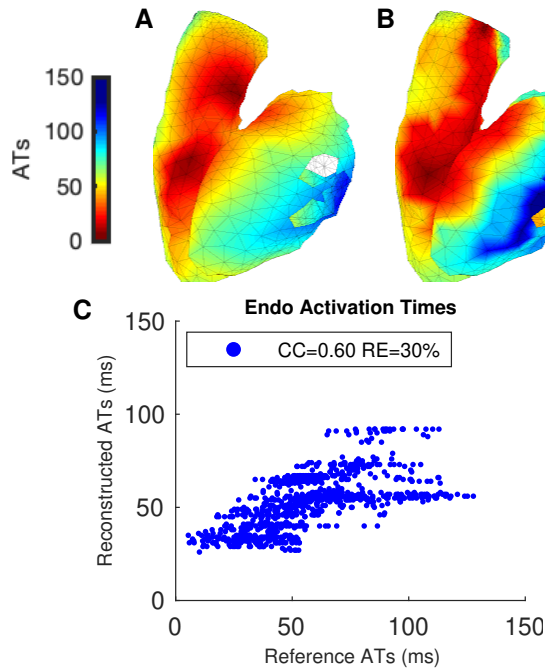 A
B
150
100
50
0
ATs
C
Endo Activation Times
150
100
50
0
Reconstructed ATs (ms)
CC=0.60 RE=30%
0
50
100
150
Reference ATs (ms)